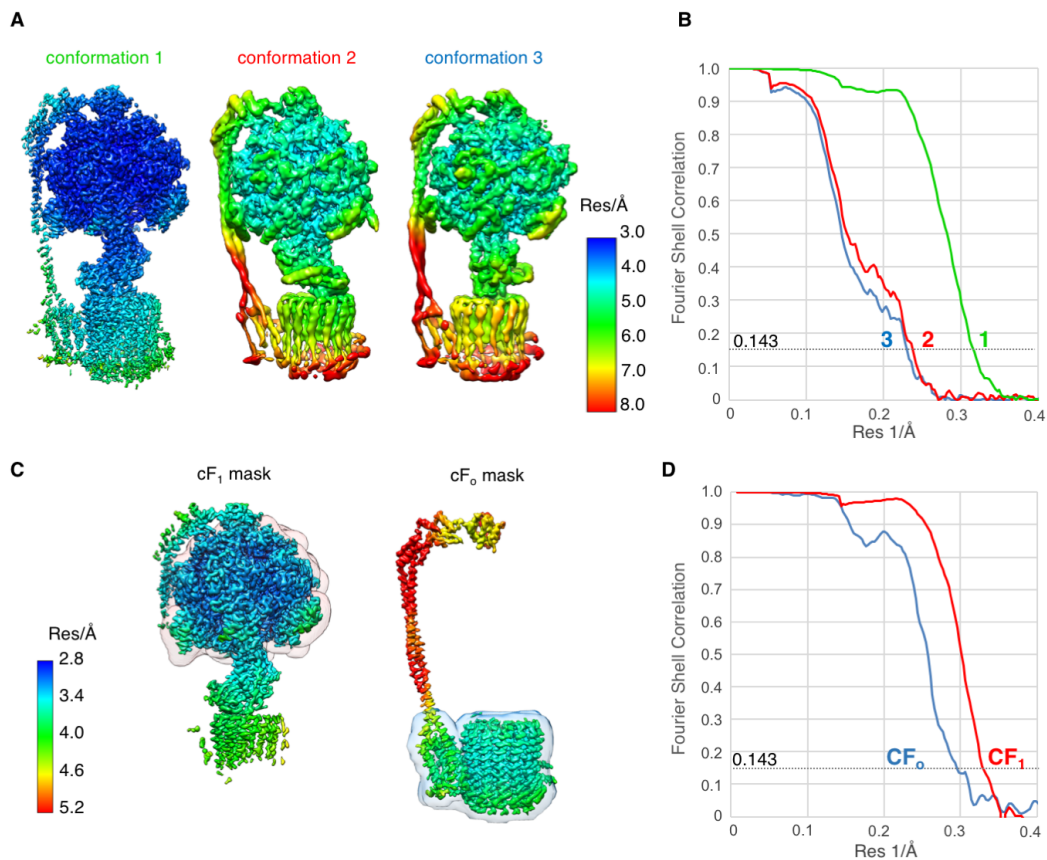 A
conformation 1
conformation 2
conformation 3
Res/Å
3.0
4.0
5.0
6.0
7.0
8.0
B
Fourier Shell Correlation
1.0
0.9
0.8
0.7
0.6
0.5
0.4
0.3
0.2
0.1
0
0.143
3
2
1
0
0.1
0.2
0.3
0.4
Res 1/Å
C
cF₁ mask
cFₒ mask
Res/Å
2.8
3.4
4.0
4.6
5.2
D
Fourier Shell Correlation
1.0
0.9
0.8
0.7
0.6
0.5
0.4
0.3
0.2
0.1
0
0.143
CFₒ
CF₁
0
0.1
0.2
0.3
0.4
Res 1/Å